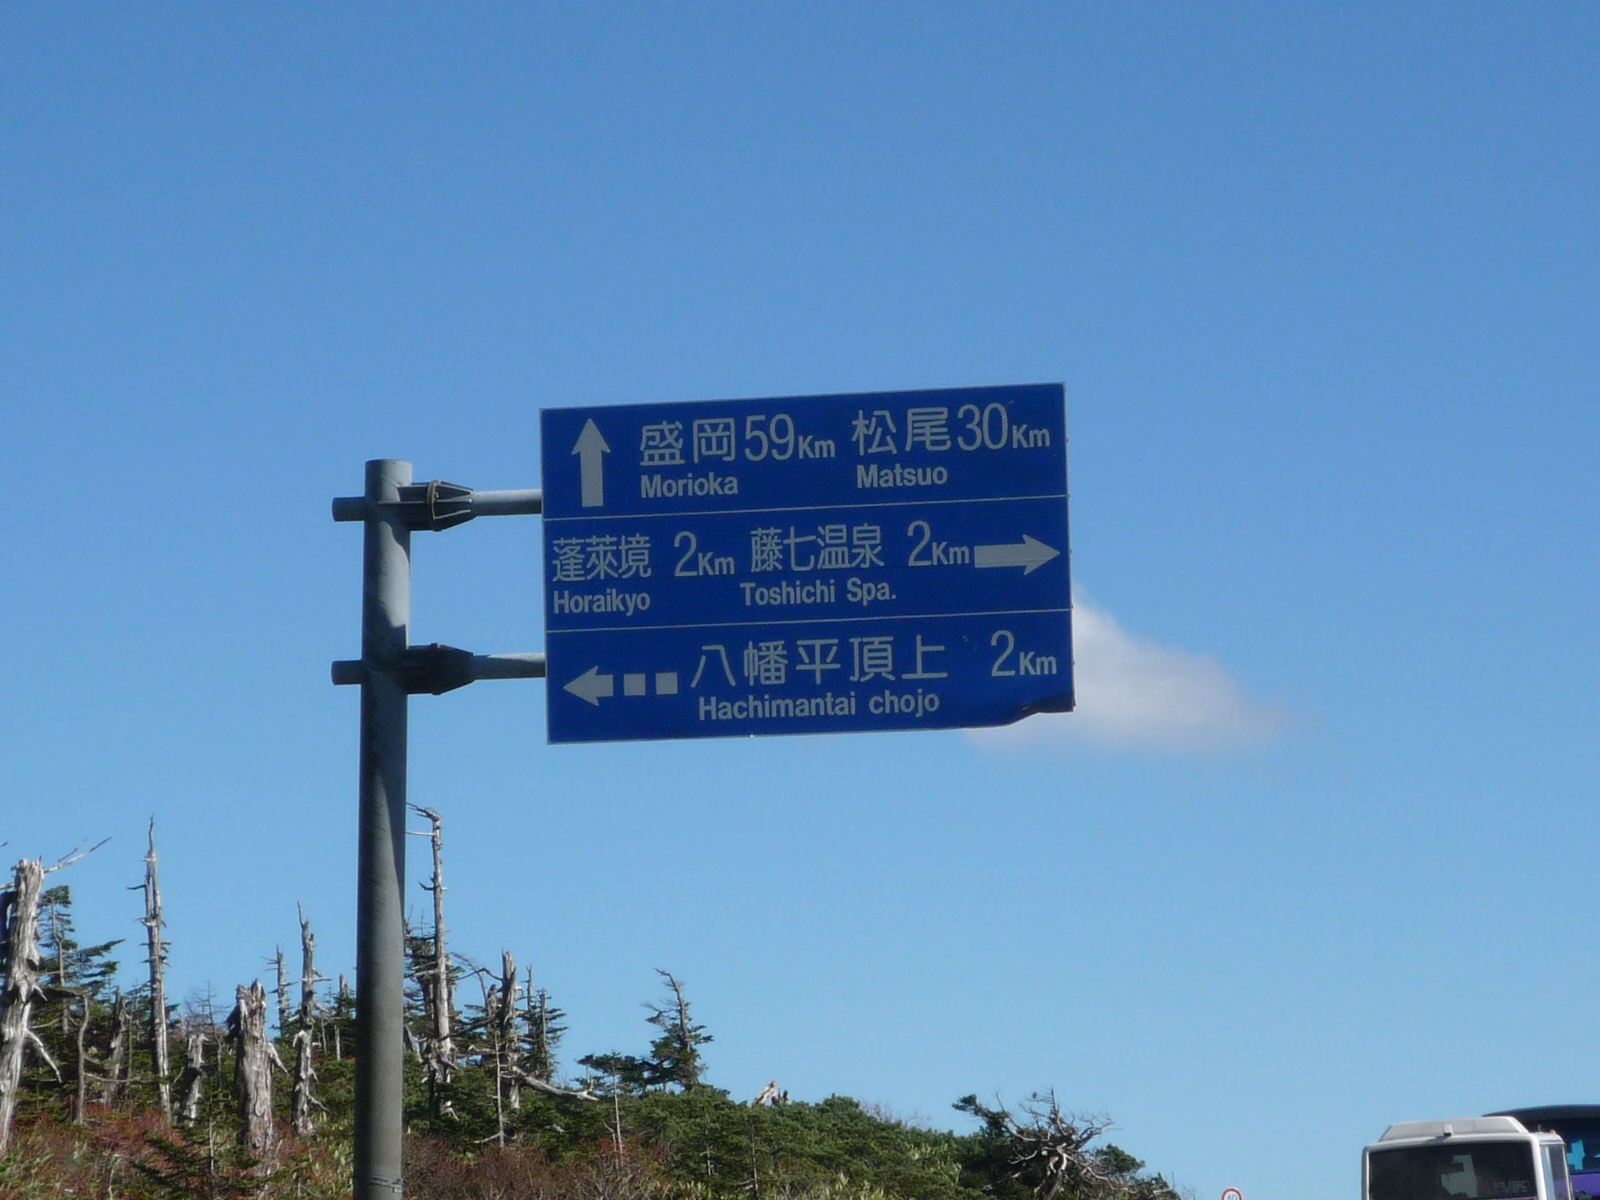 盛岡59Km 松尾30Km
Morioka Matsuo
蓬莱境 2Km 藤七温泉 2Km
Horaikyo Toshichi Spa.
八幡平頂上 2Km
Hachimantai chojo